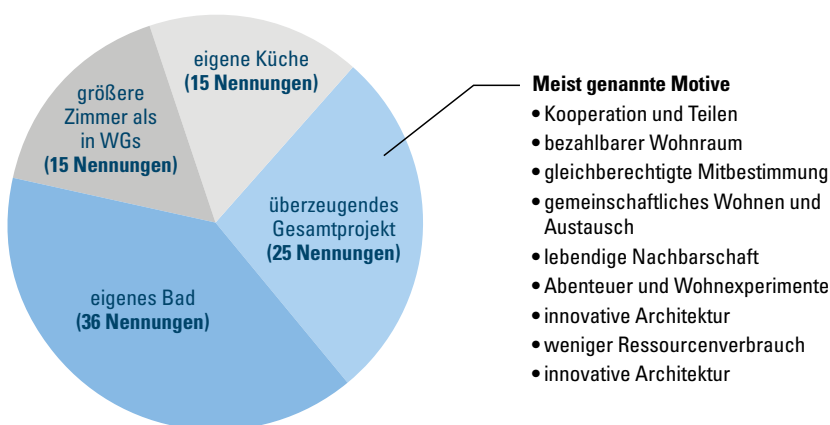 eigene Küche
(15 Nennungen)
größere
Zimmer als
in WGs
(15 Nennungen)
überzeugendes
Gesamtprojekt
(25 Nennungen)
eigenes Bad
(36 Nennungen)
Meist genannte Motive
• Kooperation und Teilen
• bezahlbarer Wohnraum
• gleichberechtigte Mitbestimmung
• gemeinschaftliches Wohnen und
Austausch
• lebendige Nachbarschaft
• Abenteuer und Wohnexperimente
• innovative Architektur
• weniger Ressourcenverbrauch
• innovative Architektur